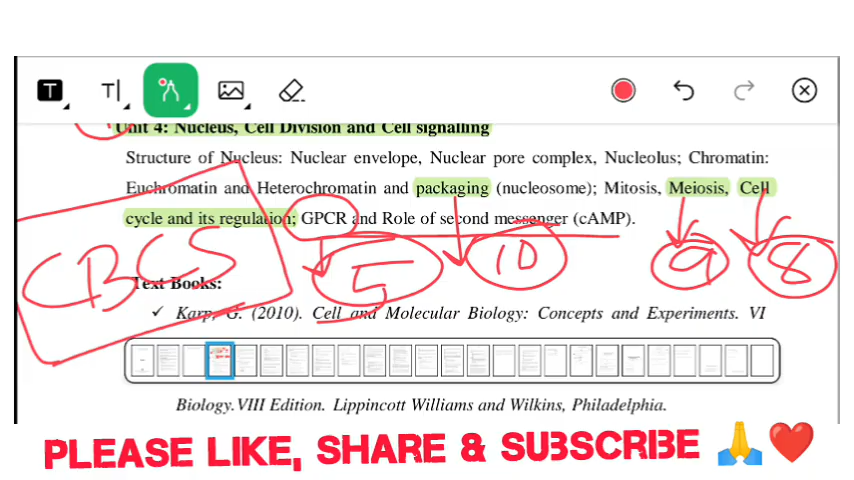 T T|
Unit 4: Nucleus, Cell Division and Cell signalling
Structure of Nucleus: Nuclear envelope, Nuclear pore complex, Nucleolus; Chromatin:
Euchromatin and Heterochromatin and packaging (nucleosome); Mitosis, Meiosis, Cell
cycle and its regulation; GPCR and Role of second messenger (cAMP).
CBCS 5 10 9 8
Text Books:
✓ Karp, G. (2010). Cell and Molecular Biology: Concepts and Experiments. VI
Biology.VIII Edition. Lippincott Williams and Wilkins, Philadelphia.
PLEASE LIKE, SHARE & SUBSCRIBE 🙏❤️